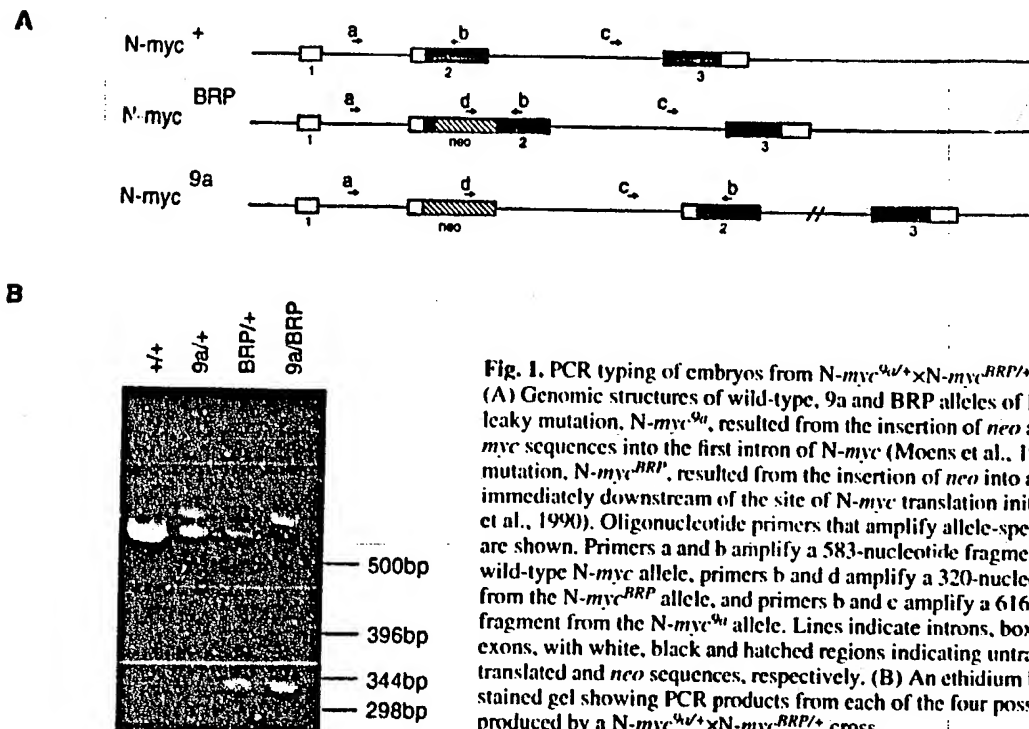 A
N-myc +
a b c
1 2 3
N-myc BRP
a d b c
1 neo 2 3
N-myc 9a
a d c b
1 neo 2 3
B
+/+ 9a/+ BRP/+ 9a/BRP
500bp
396bp
344bp
298bp
Fig. 1. PCR typing of embryos from N-myc9a/+×N-mycBRP/+
(A) Genomic structures of wild-type, 9a and BRP alleles of
leaky mutation, N-myc9a, resulted from the insertion of neo a
myc sequences into the first intron of N-myc (Moens et al., 1
mutation, N-mycBRP, resulted from the insertion of neo into a
immediately downstream of the site of N-myc translation init
et al., 1990). Oligonucleotide primers that amplify allele-spe
are shown. Primers a and b amplify a 583-nucleotide fragme
wild-type N-myc allele, primers b and d amplify a 320-nucle
from the N-mycBRP allele, and primers b and c amplify a 616
fragment from the N-myc9a allele. Lines indicate introns, box
exons, with white, black and hatched regions indicating untra
translated and neo sequences, respectively. (B) An ethidium
stained gel showing PCR products from each of the four poss
produced by a N-myc9a/+×N-mycBRP/+ cross